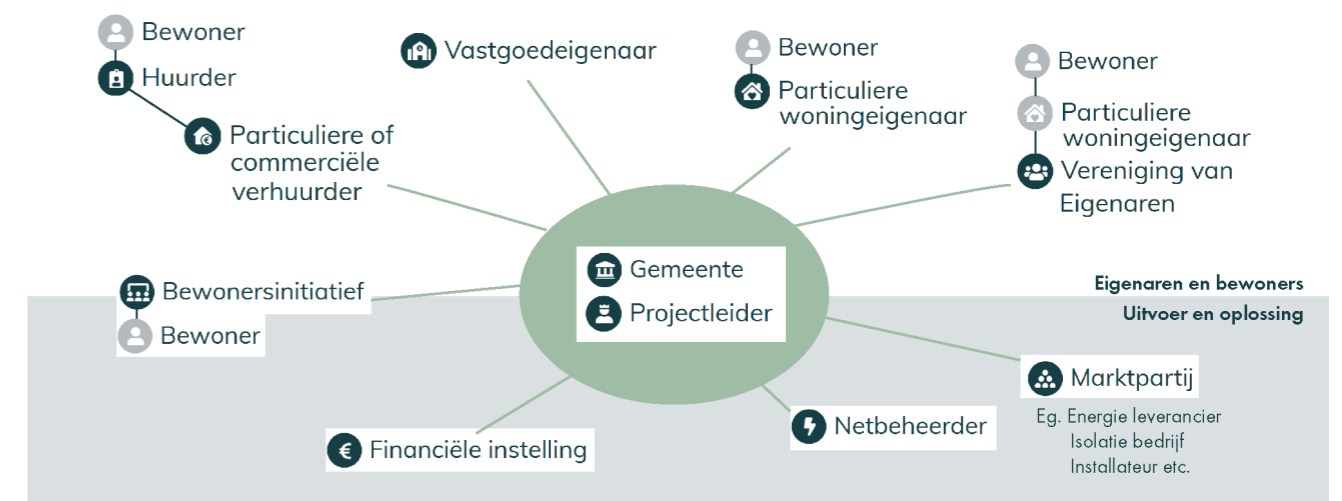 Bewoner
Huurder
Particuliere of
commerciële
verhuurder
Vastgoedeigenaar
Bewoner
Particuliere
woningeigenaar
Bewoner
Particuliere
woningeigenaar
Vereniging van
Eigenaren
Gemeente
Projectleider
Bewonersinitiatief
Bewoner
Eigenaren en bewoners
Uitvoer en oplossing
Marktpartij
Eg. Energie leverancier
Isolatie bedrijf
Installateur etc.
Netbeheerder
€ Financiële instelling